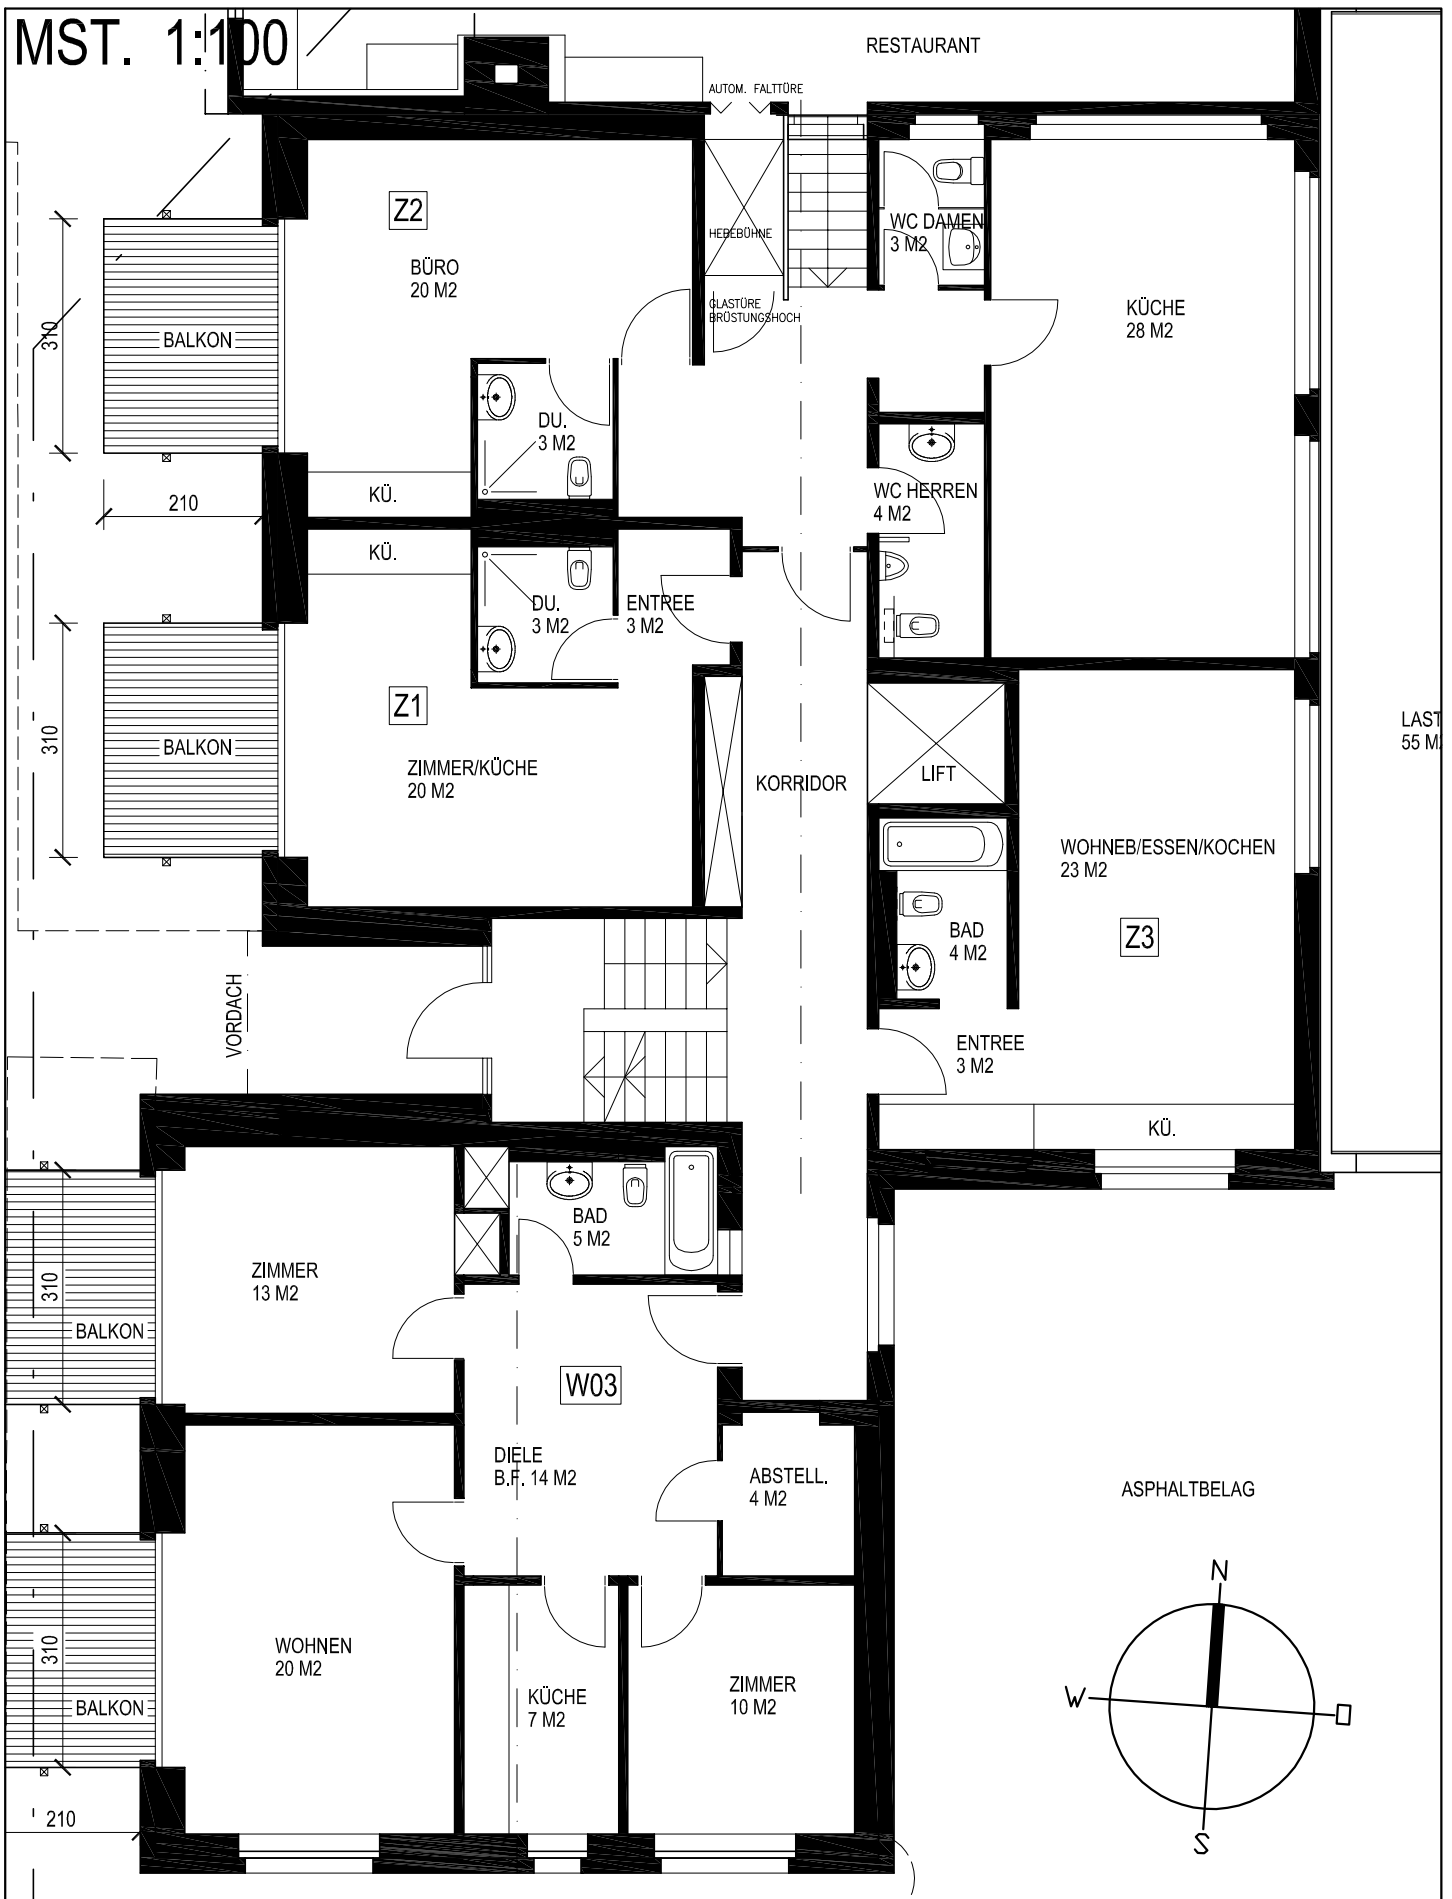 MST. 1:100
RESTAURANT
AUTOM. FALTTÜRE
Z2
BÜRO
20 M2
HEBEBÜHNE
WC DAMEN
3 M2
GLASTÜRE
BRÜSTUNGSHOCH
KÜCHE
28 M2
310
BALKON
DU.
3 M2
KÜ.
210
WC HERREN
4 M2
KÜ.
DU.
3 M2
ENTREE
3 M2
Z1
310
BALKON
ZIMMER/KÜCHE
20 M2
KORRIDOR
LIFT
LAST
55 M
WOHNEB/ESSEN/KOCHEN
23 M2
BAD
4 M2
Z3
VORDACH
ENTREE
3 M2
KÜ.
BAD
5 M2
ZIMMER
13 M2
310
BALKON
W03
DIELE
B.F. 14 M2
ABSTELL.
4 M2
ASPHALTBELAG
310
WOHNEN
20 M2
BALKON
KÜCHE
7 M2
ZIMMER
10 M2
210
N
W
O
S